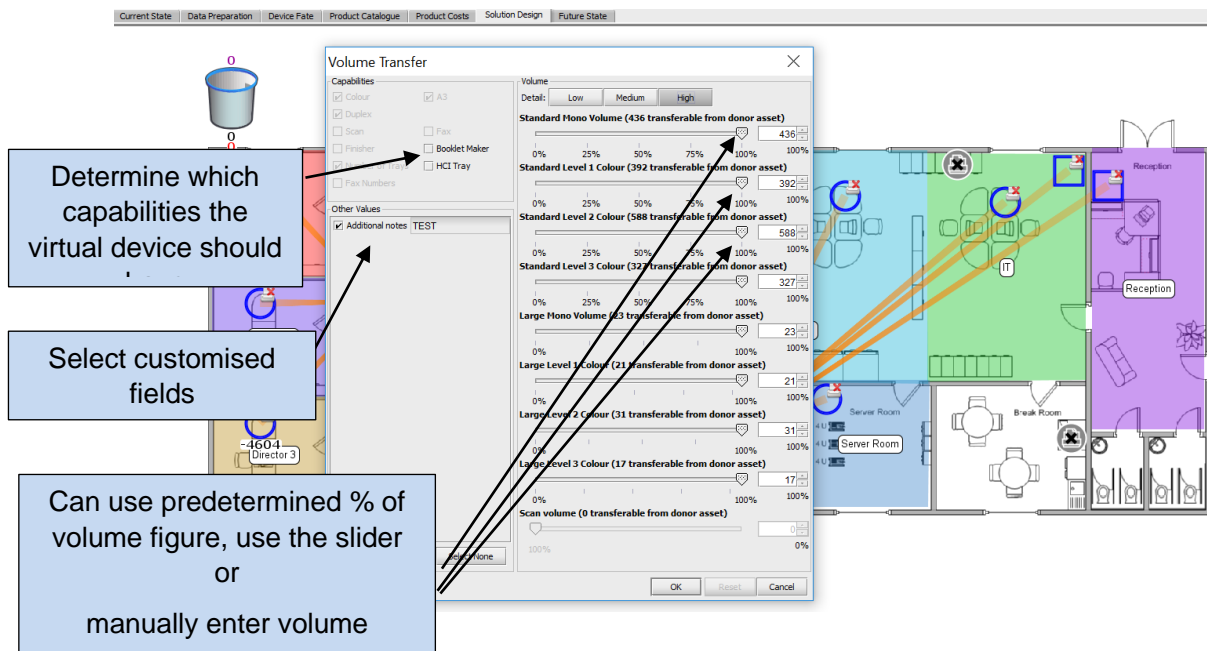 Current State Data Preparation Device Fate Product Catalogue Product Costs Solution Design Future State
0
0
0
Volume Transfer
Capabilities
Colour A3
Duplex
Scan Fax
Finisher Booklet Maker
HCI Tray
Fax Numbers
Other Values
Additional notes TEST
Select None
Volume
Detail: Low Medium High
Standard Mono Volume (436 transferable from donor asset)
436
0% 25% 50% 75% 100% 100%
Standard Level 1 Colour (392 transferable from donor asset)
392
0% 25% 50% 75% 100% 100%
Standard Level 2 Colour (588 transferable from donor asset)
588
0% 25% 50% 75% 100% 100%
Standard Level 3 Colour (327 transferable from donor asset)
327
0% 25% 50% 75% 100% 100%
Large Mono Volume (23 transferable from donor asset)
23
0% 100% 100%
Large Level 1 Colour (21 transferable from donor asset)
21
0% 100% 100%
Large Level 2 Colour (31 transferable from donor asset)
31
0% 100% 100%
Large Level 3 Colour (17 transferable from donor asset)
17
0% 100% 100%
Scan volume (0 transferable from donor asset)
0
100% 0%
OK Reset Cancel
Determine which
capabilities the
virtual device should
Select customised
fields
Can use predetermined % of
volume figure, use the slider
or
manually enter volume
-4604
Director 3
Reception
IT
Reception
Server Room
Server Room
Break Room
4 U
4 U
4 U